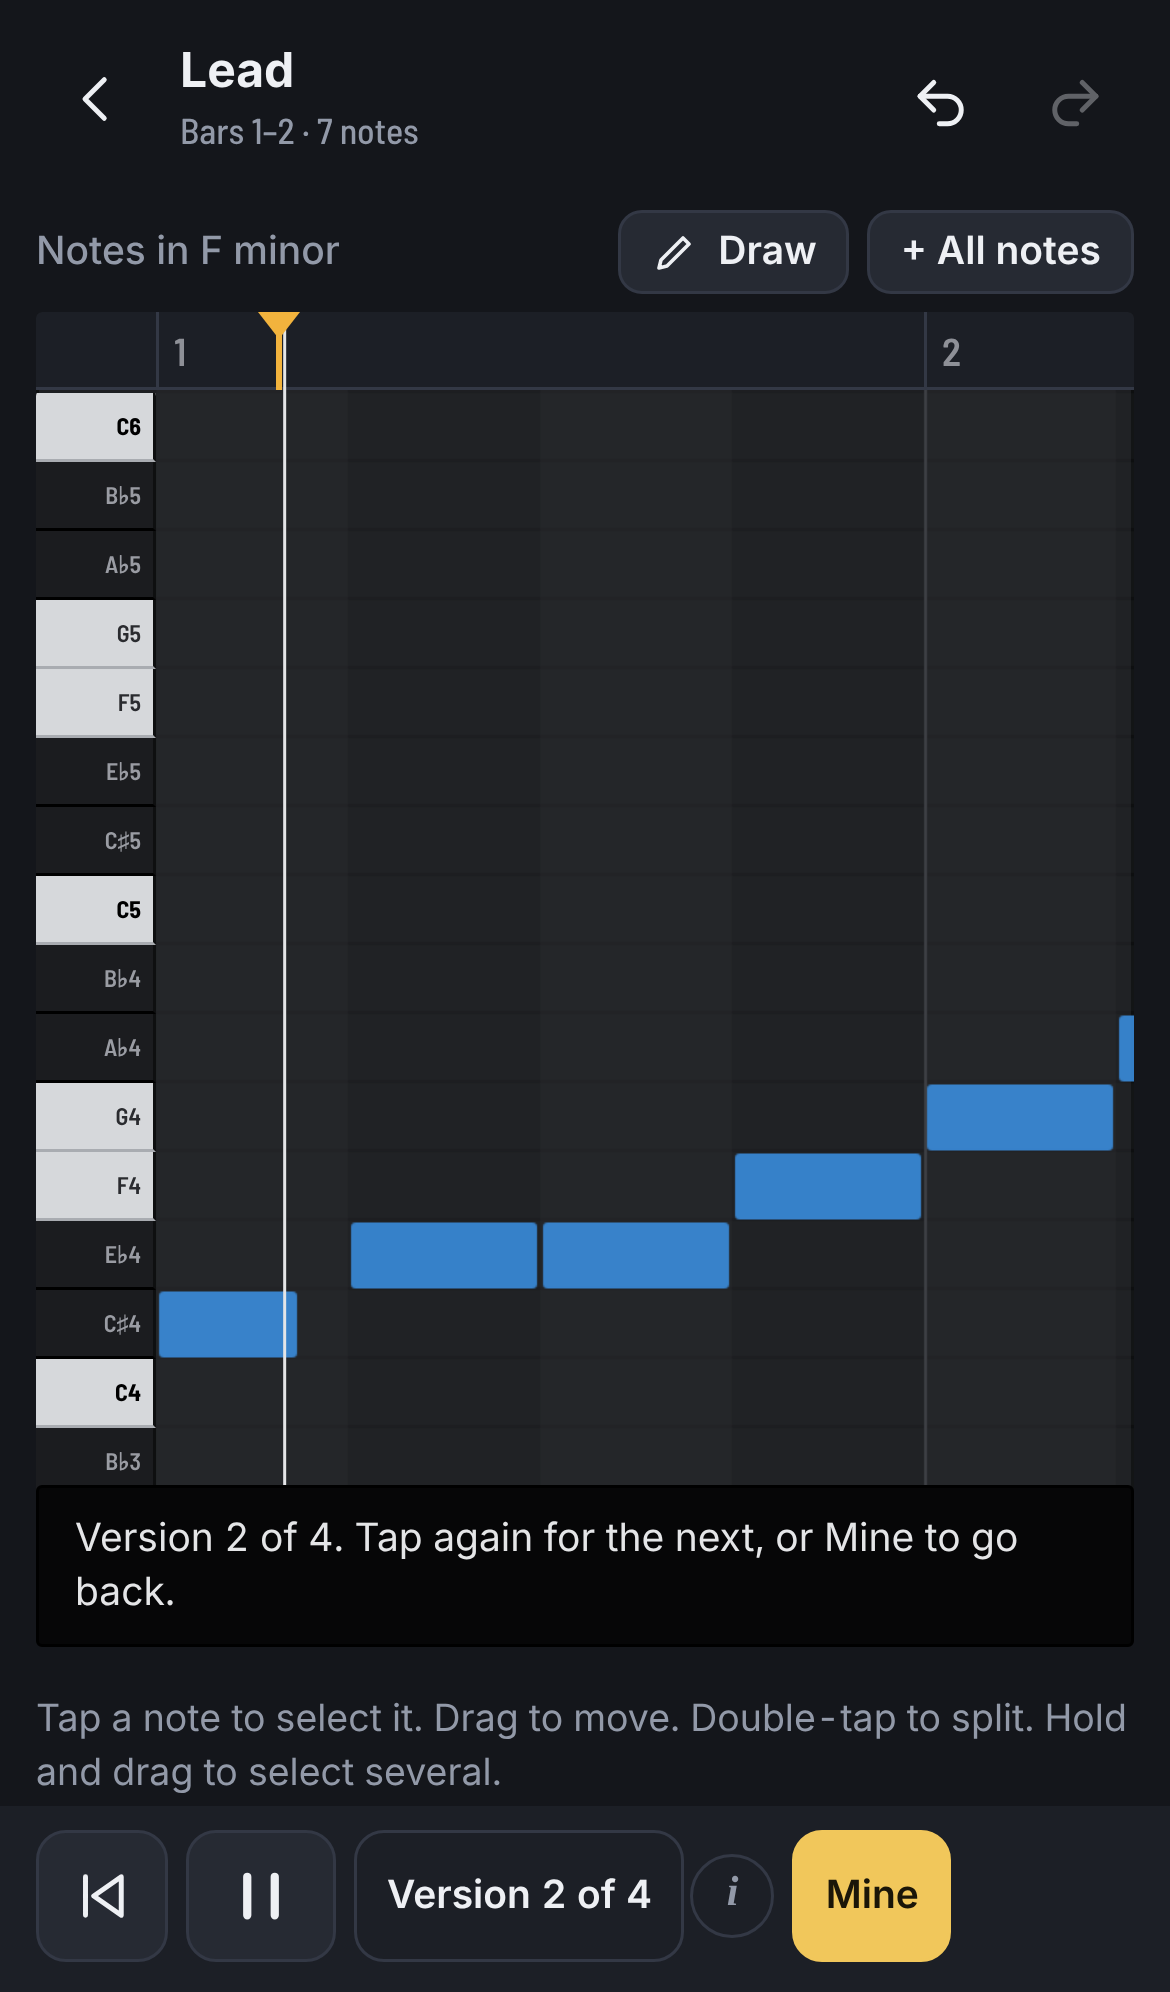 Lead
Bars 1–2 · 7 notes
Notes in F minor
Draw
+ All notes
1
2
C6
B♭5
A♭5
G5
F5
E♭5
C♯5
C5
B♭4
A♭4
G4
F4
E♭4
C♯4
C4
B♭3
Version 2 of 4. Tap again for the next, or Mine to go
back.
Tap a note to select it. Drag to move. Double-tap to split. Hold
and drag to select several.
Version 2 of 4
i
Mine